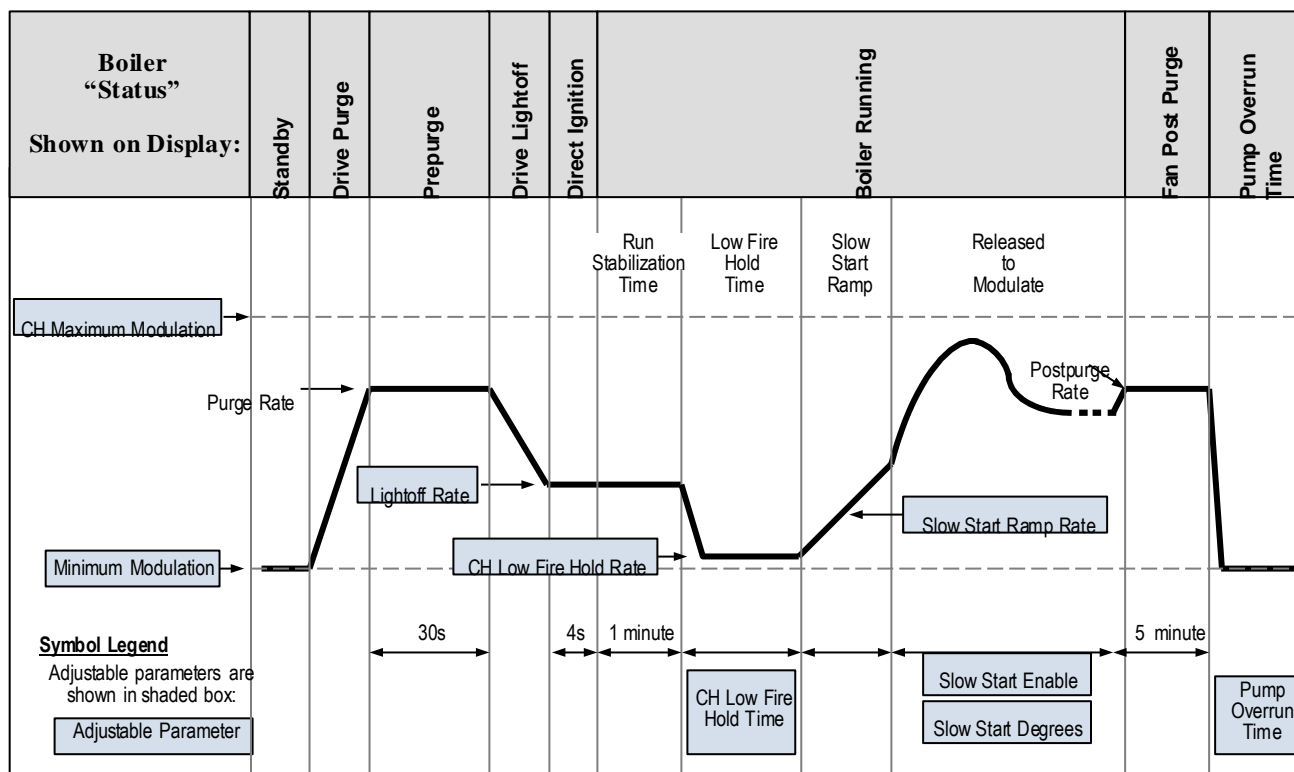 Boiler
“Status”
Shown on Display:
Standby
Drive Purge
Prepurge
Drive Lightoff
Direct Ignition
Boiler Running
Fan Post Purge
Pump Overrun
Time
Run
Stabilization
Time
Low Fire
Hold
Time
Slow
Start
Ramp
Released
to
Modulate
CH Maximum Modulation
Purge Rate
Postpurge
Rate
Lightoff Rate
Slow Start Ramp Rate
Minimum Modulation
CH Low Fire Hold Rate
30s
4s
1 minute
5 minute
Symbol Legend
Adjustable parameters are
shown in shaded box:
Adjustable Parameter
CH Low Fire
Hold Time
Slow Start Enable
Slow Start Degrees
Pump
Overrun
Time